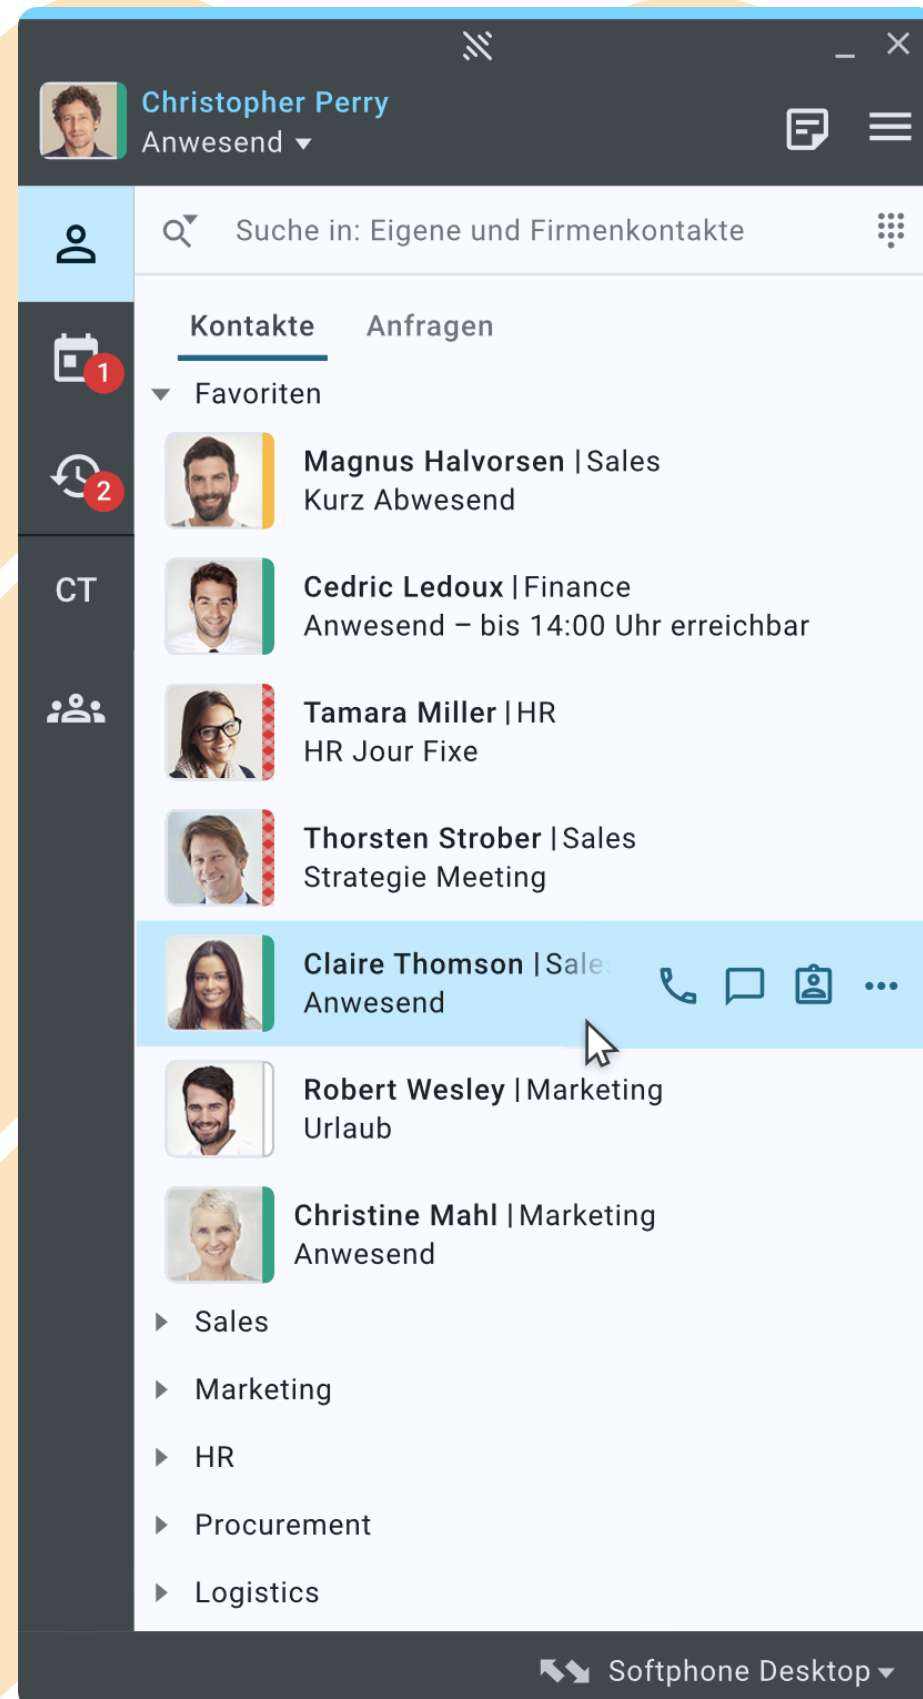 Christopher Perry
Anwesend
Suche in: Eigene und Firmenkontakte
Kontakte Anfragen
1
Favoriten
Magnus Halvorsen | Sales
Kurz Abwesend
2
Cedric Ledoux | Finance
Anwesend – bis 14:00 Uhr erreichbar
CT
Tamara Miller | HR
HR Jour Fixe
Thorsten Strober | Sales
Strategie Meeting
Claire Thomson | Sales
Anwesend
Robert Wesley | Marketing
Urlaub
Christine Mahl | Marketing
Anwesend
Sales
Marketing
HR
Procurement
Logistics
Softphone Desktop